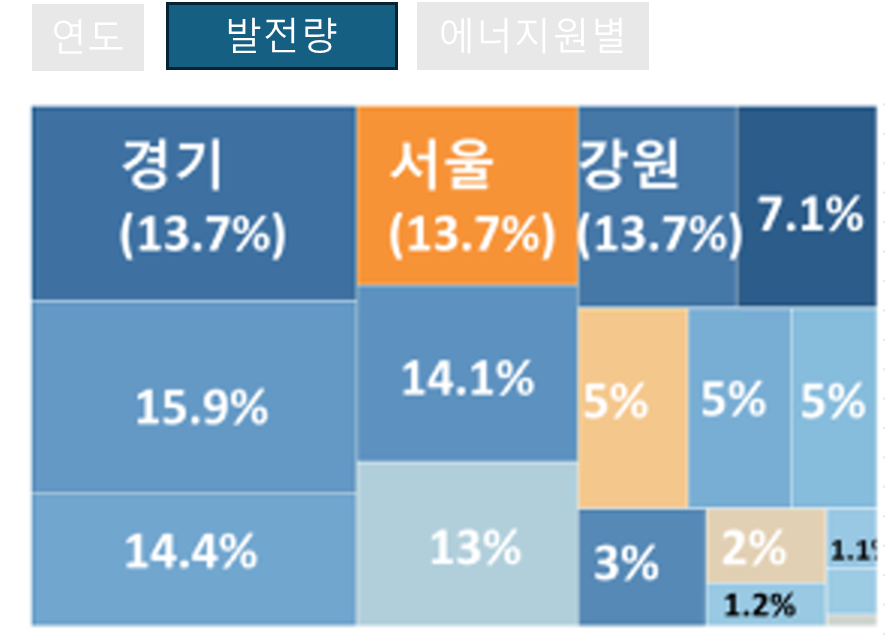 연도
발전량
에너지원별
경기
(13.7%)
서울
(13.7%)
강원
(13.7%)
7.1%
15.9%
14.1%
5%
5%
5%
14.4%
13%
3%
2%
1.1%
1.2%